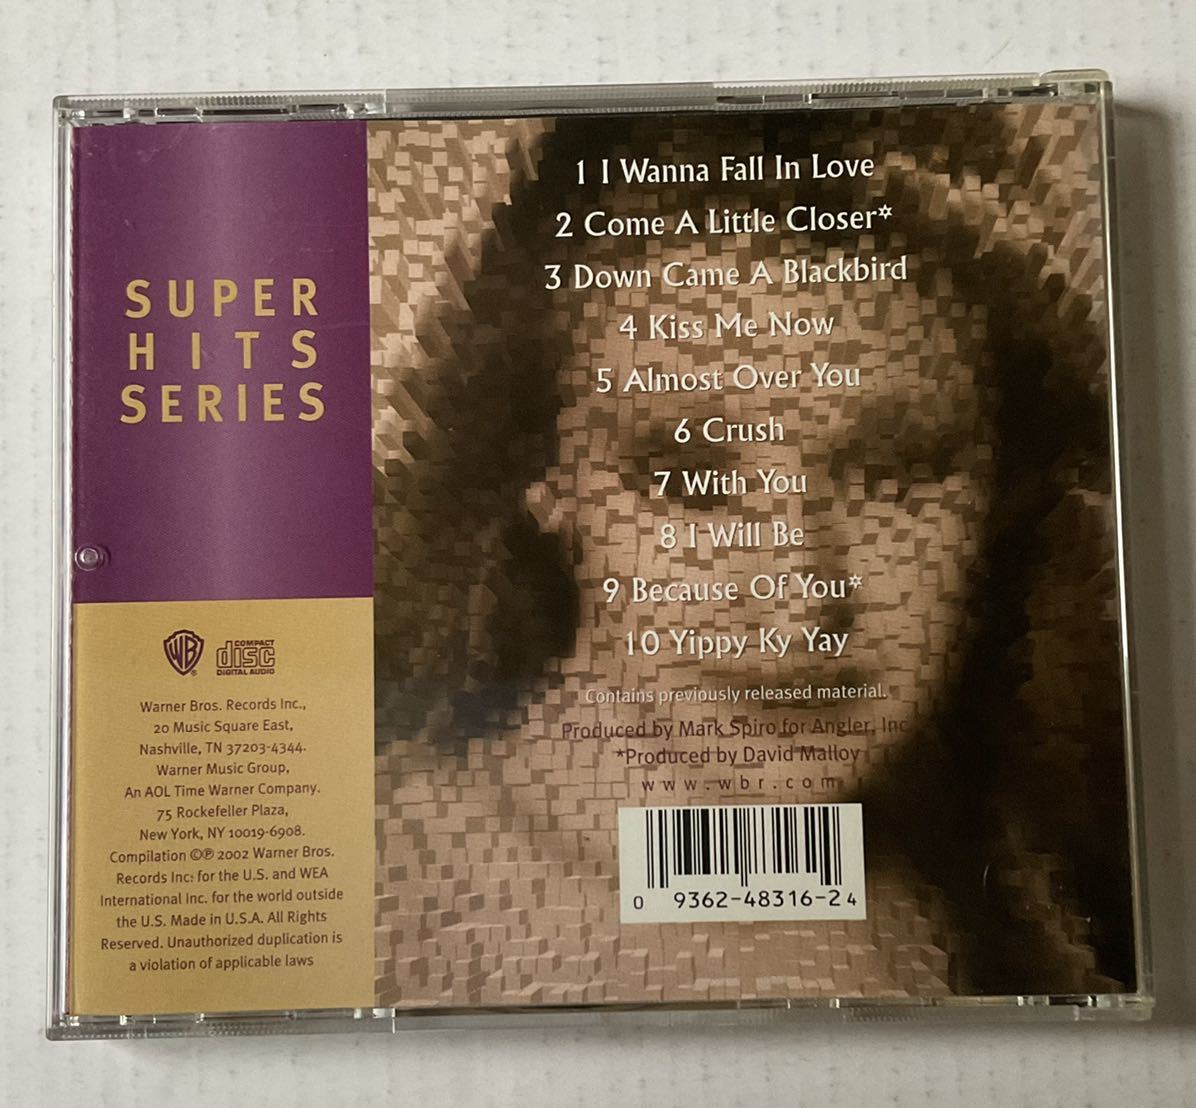 SUPER
HITS
SERIES
WB
COMPACT
disc
DIGITAL AUDIO
Warner Bros. Records Inc.,
20 Music Square East,
Nashville, TN 37203-4344.
Warner Music Group,
An AOL Time Warner Company.
75 Rockefeller Plaza,
New York, NY 10019-6908.
Compilation ©℗ 2002 Warner Bros.
Records Inc. for the U.S. and WEA
International Inc. for the world outside
the U.S. Made in U.S.A. All Rights
Reserved. Unauthorized duplication is
a violation of applicable laws
1 I Wanna Fall In Love
2 Come A Little Closer*
3 Down Came A Blackbird
4 Kiss Me Now
5 Almost Over You
6 Crush
7 With You
8 I Will Be
9 Because Of You*
10 Yippy Ky Yay
Contains previously released material.
Produced by Mark Spiro for Angler, Inc
*Produced by David Malloy
www.wbr.com
0 9362-48316-2 4